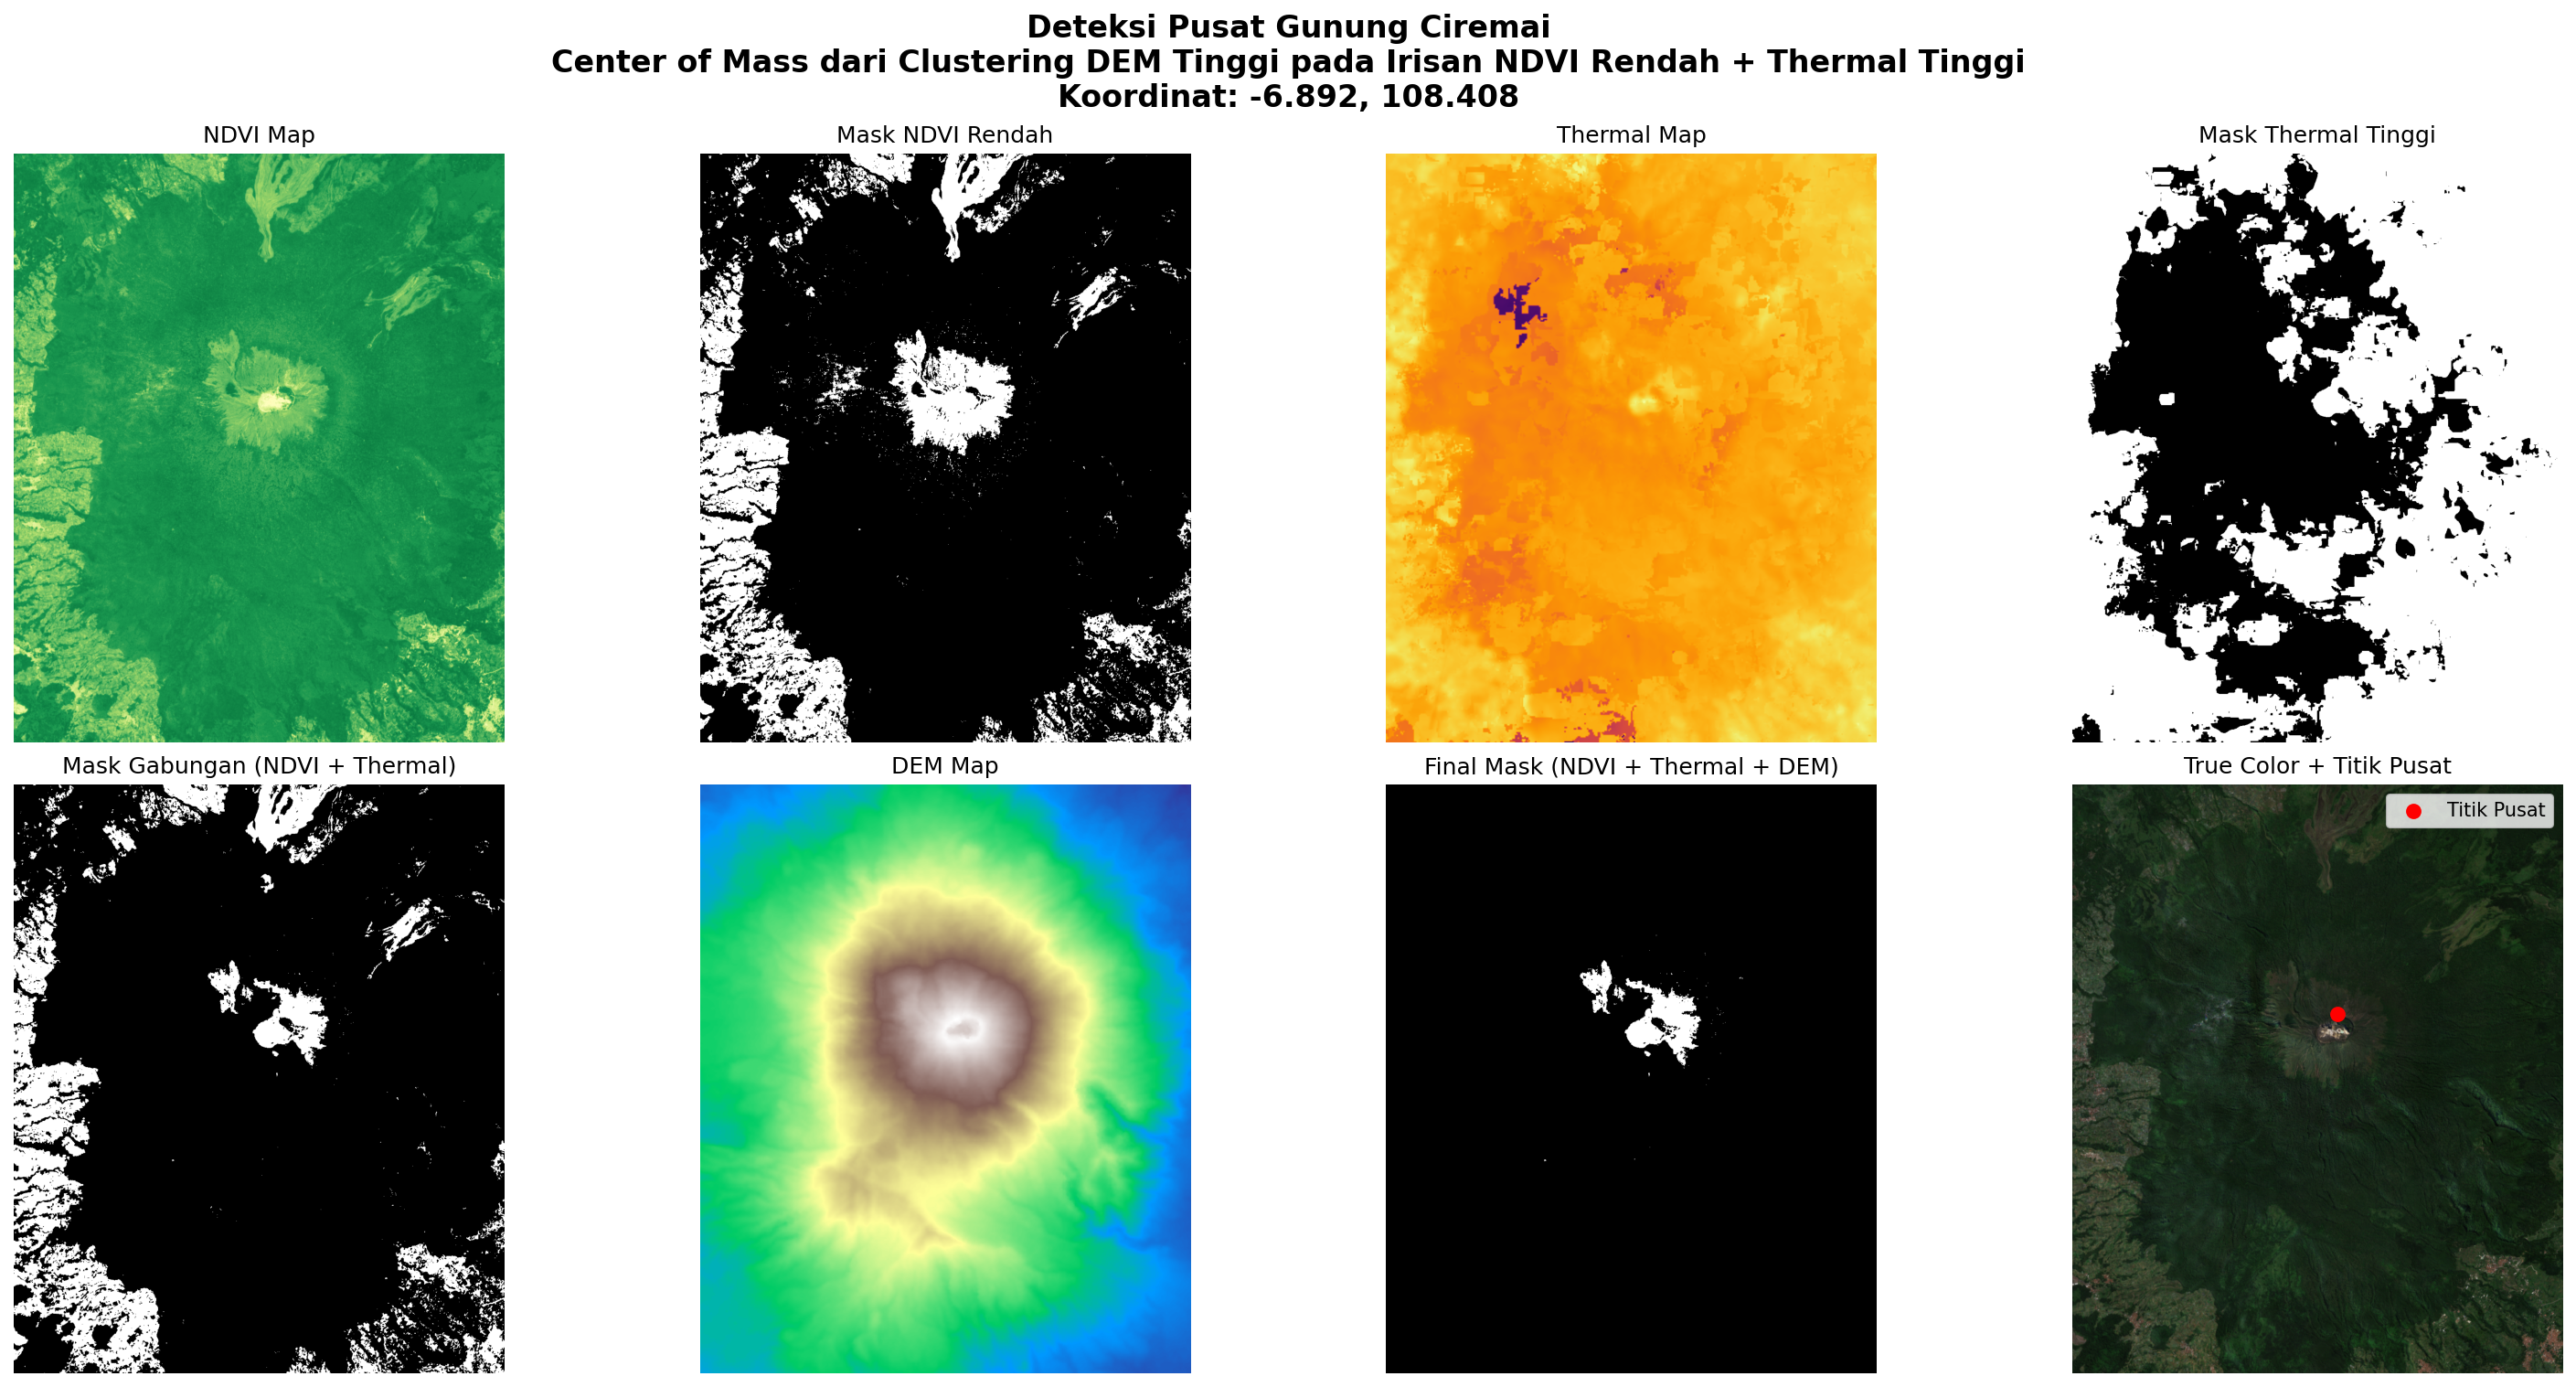 Deteksi Pusat Gunung Ciremai
Center of Mass dari Clustering DEM Tinggi pada Irisan NDVI Rendah + Thermal Tinggi
Koordinat: -6.892, 108.408
NDVI Map
Mask NDVI Rendah
Thermal Map
Mask Thermal Tinggi
Mask Gabungan (NDVI + Thermal)
DEM Map
Final Mask (NDVI + Thermal + DEM)
True Color + Titik Pusat
Titik Pusat